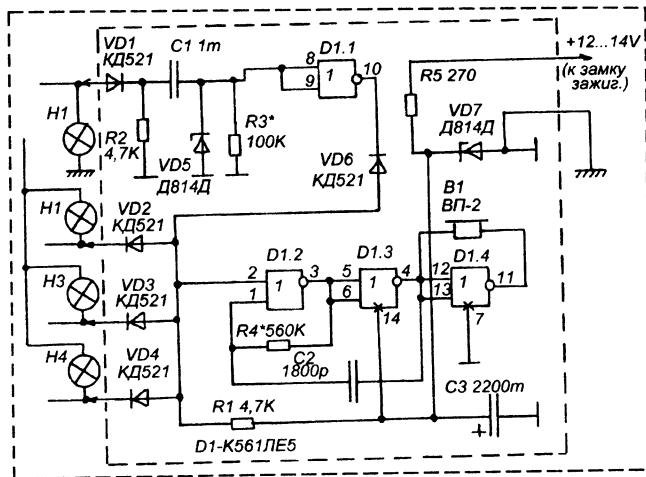 VD1
КД521
C1 1m
D1.1
8
9
1
10
+12...14V
(к замку
зажиг.)
R5 270
VD7
Д814Д
H1
R2
4,7K
VD5
Д814Д
R3*
100K
VD6
КД521
B1
ВП-2
H1
VD2
КД521
D1.2
D1.3
D1.4
2
1
1
3
5
6
1
4
12
13
1
11
14
7
H3
VD3
КД521
R4*560K
C2
1800p
H4
VD4
КД521
R1 4,7K
C3 2200m
+
D1-К561ЛЕ5